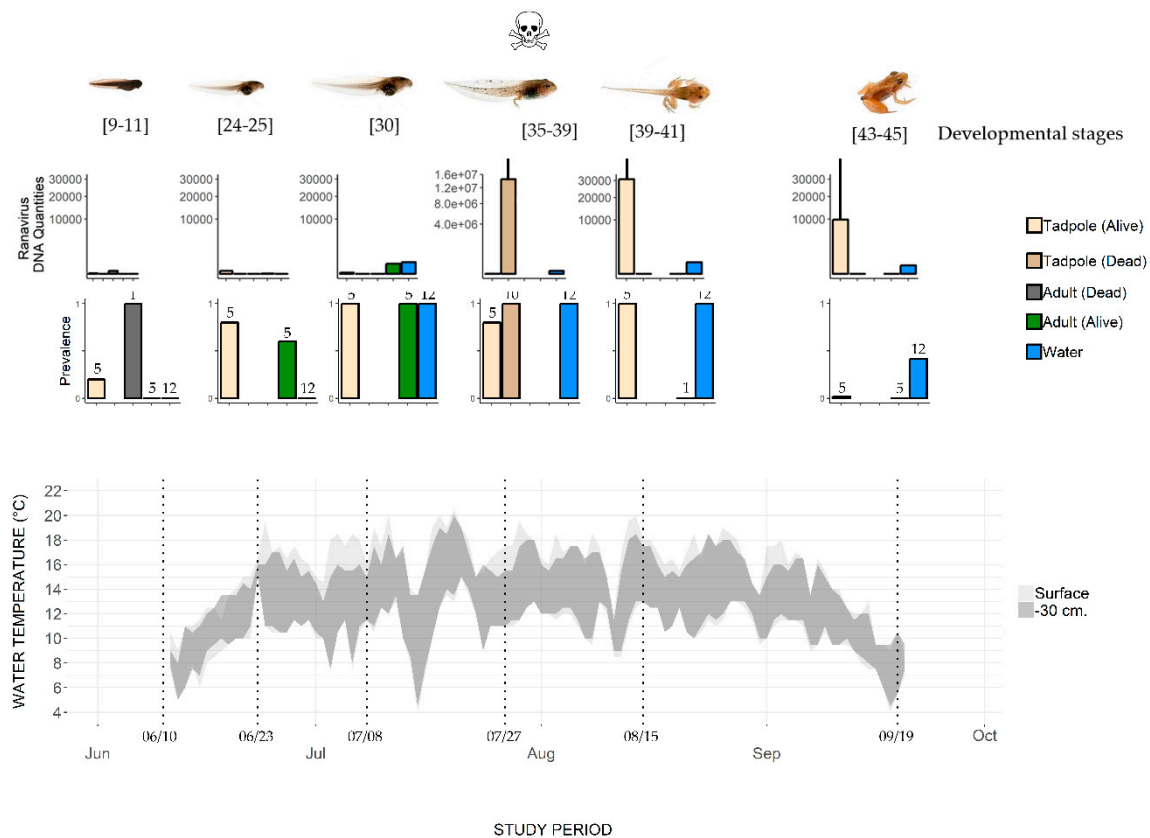 [9-11] [24-25] [30] [35-39] [39-41] [43-45] Developmental stages
Ranavirus
DNA Quantities
30000
20000
10000
30000
20000
10000
30000
20000
10000
1.6e+07
8.0e+06
4.0e+06
30000
20000
10000
30000
20000
10000
Tadpole (Alive)
Tadpole (Dead)
Adult (Dead)
Adult (Alive)
Water
Prevalence
1
0
5 1 5 12
1
0
5 5 12
1
0
5 5 12
1
0
5 10 12
1
0
5 1 12
1
0
5 5 12
WATER TEMPERATURE (°C)
22
20
18
16
14
12
10
8
6
4
Surface
-30 cm.
06/10 06/23 07/08 07/27 08/15 09/19
Jun Jul Aug Sep Oct
STUDY PERIOD